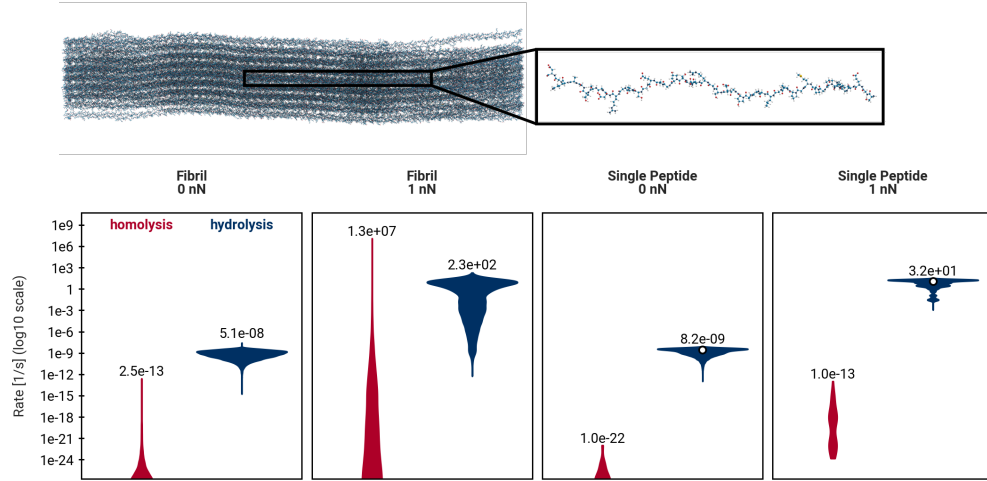 Fibril
0 nN
Fibril
1 nN
Single Peptide
0 nN
Single Peptide
1 nN
Rate [1/s] (log10 scale)
1e9
1e6
1e3
1
1e-3
1e-6
1e-9
1e-12
1e-15
1e-18
1e-21
1e-24
homolysis
hydrolysis
2.5e-13
5.1e-08
1.3e+07
2.3e+02
1.0e-22
8.2e-09
1.0e-13
3.2e+01